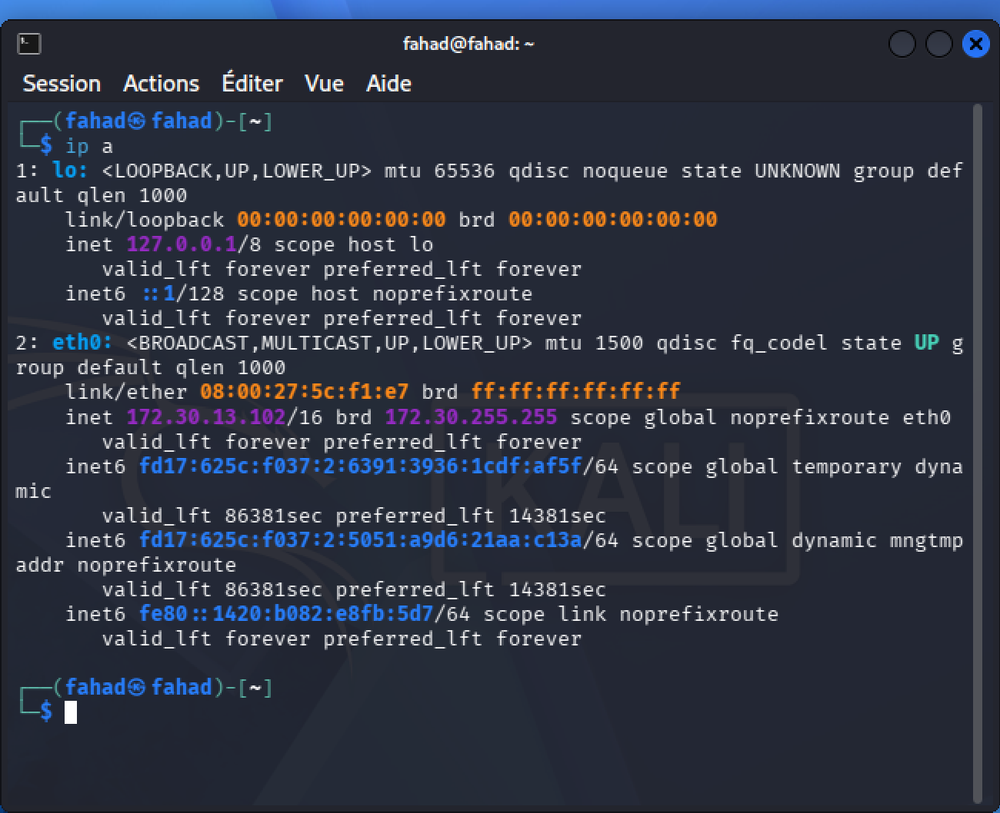 fahad@fahad: ~
Session Actions Éditer Vue Aide
┌──(fahad㉿fahad)-[~]
└─$ ip a
1: lo: <LOOPBACK,UP,LOWER_UP> mtu 65536 qdisc noqueue state UNKNOWN group def
ault qlen 1000
    link/loopback 00:00:00:00:00:00 brd 00:00:00:00:00:00
    inet 127.0.0.1/8 scope host lo
       valid_lft forever preferred_lft forever
    inet6 ::1/128 scope host noprefixroute
       valid_lft forever preferred_lft forever
2: eth0: <BROADCAST,MULTICAST,UP,LOWER_UP> mtu 1500 qdisc fq_codel state UP g
roup default qlen 1000
    link/ether 08:00:27:5c:f1:e7 brd ff:ff:ff:ff:ff:ff
    inet 172.30.13.102/16 brd 172.30.255.255 scope global noprefixroute eth0
       valid_lft forever preferred_lft forever
    inet6 fd17:625c:f037:2:6391:3936:1cdf:af5f/64 scope global temporary dyna
mic
       valid_lft 86381sec preferred_lft 14381sec
    inet6 fd17:625c:f037:2:5051:a9d6:21aa:c13a/64 scope global dynamic mngtmp
addr noprefixroute
       valid_lft 86381sec preferred_lft 14381sec
    inet6 fe80::1420:b082:e8fb:5d7/64 scope link noprefixroute
       valid_lft forever preferred_lft forever
┌──(fahad㉿fahad)-[~]
└─$
KALI